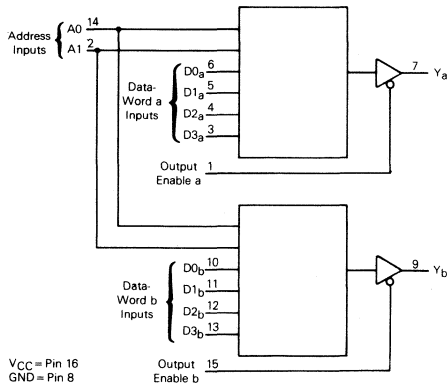 Address Inputs
A0 14
A1 2
Data-Word a Inputs
D0a 6
D1a 5
D2a 4
D3a 3
7 Ya
Output Enable a 1
Data-Word b Inputs
D0b 10
D1b 11
D2b 12
D3b 13
9 Yb
Output Enable b 15
VCC = Pin 16
GND = Pin 8